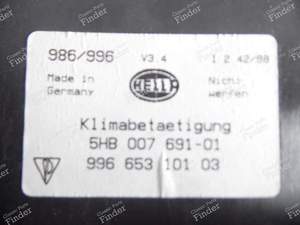 986/996 V3.4 1 2 42/98
Made in Germany
HELLA
Nicht werfen
Klimabetaetigung
5HB 007 691-01
996 653 101 03
Classic Parts Finder